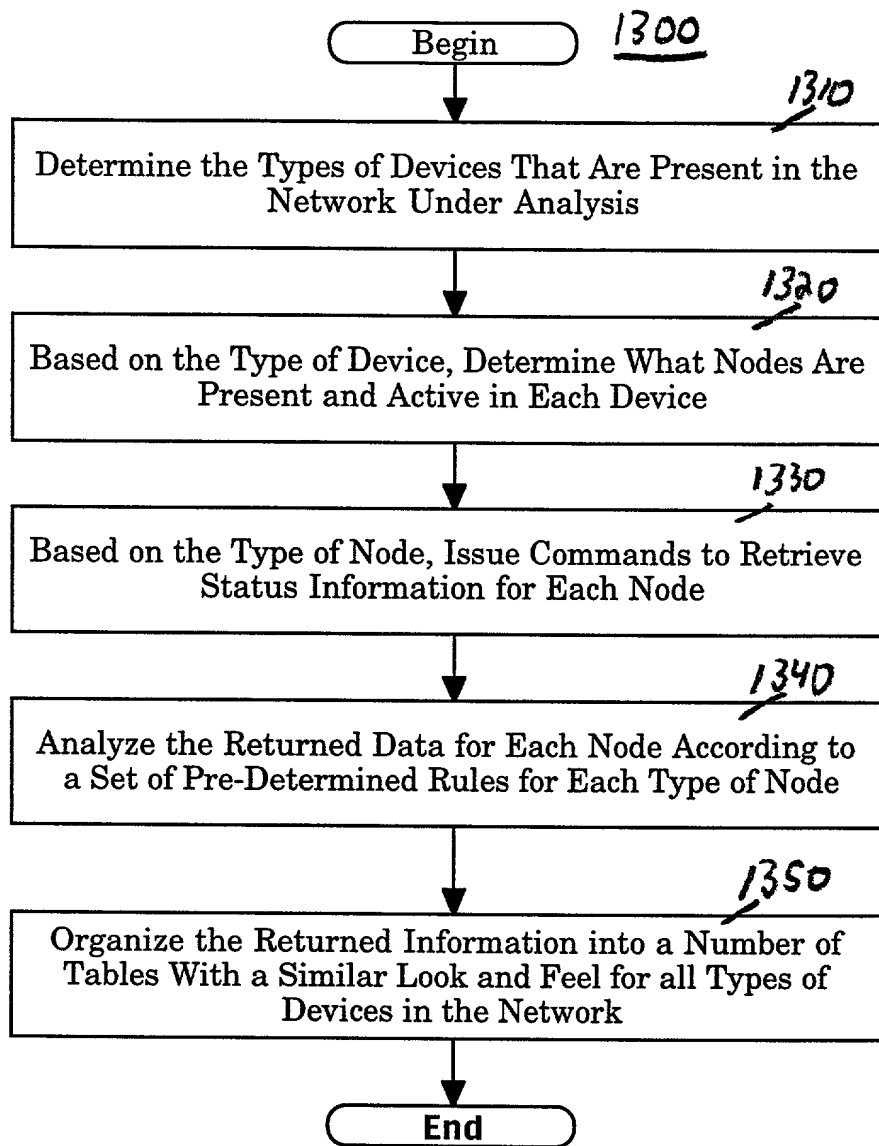 Begin
1300
1310
Determine the Types of Devices That Are Present in the
Network Under Analysis
1320
Based on the Type of Device, Determine What Nodes Are
Present and Active in Each Device
1330
Based on the Type of Node, Issue Commands to Retrieve
Status Information for Each Node
1340
Analyze the Returned Data for Each Node According to
a Set of Pre-Determined Rules for Each Type of Node
1350
Organize the Returned Information into a Number of
Tables With a Similar Look and Feel for all Types of
Devices in the Network
End